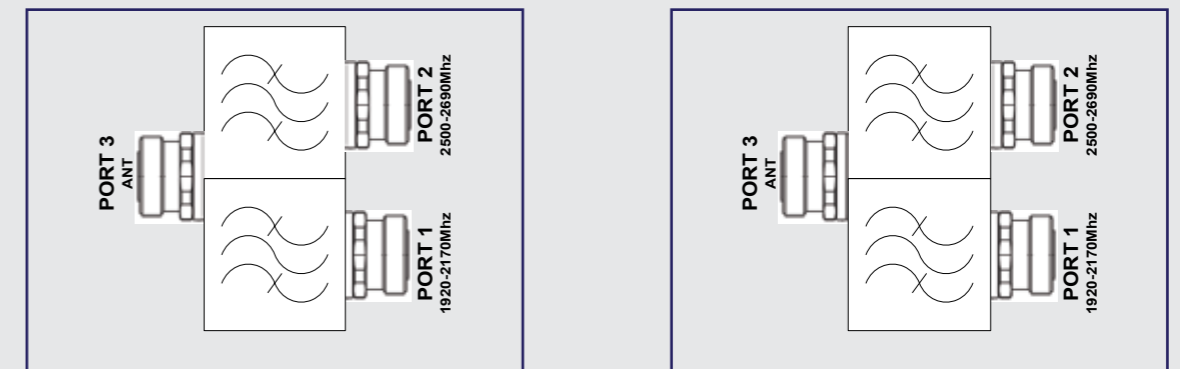 PORT 3
ANT
PORT 2
2500-2690Mhz
PORT 1
1920-2170Mhz
PORT 3
ANT
PORT 2
2500-2690Mhz
PORT 1
1920-2170Mhz